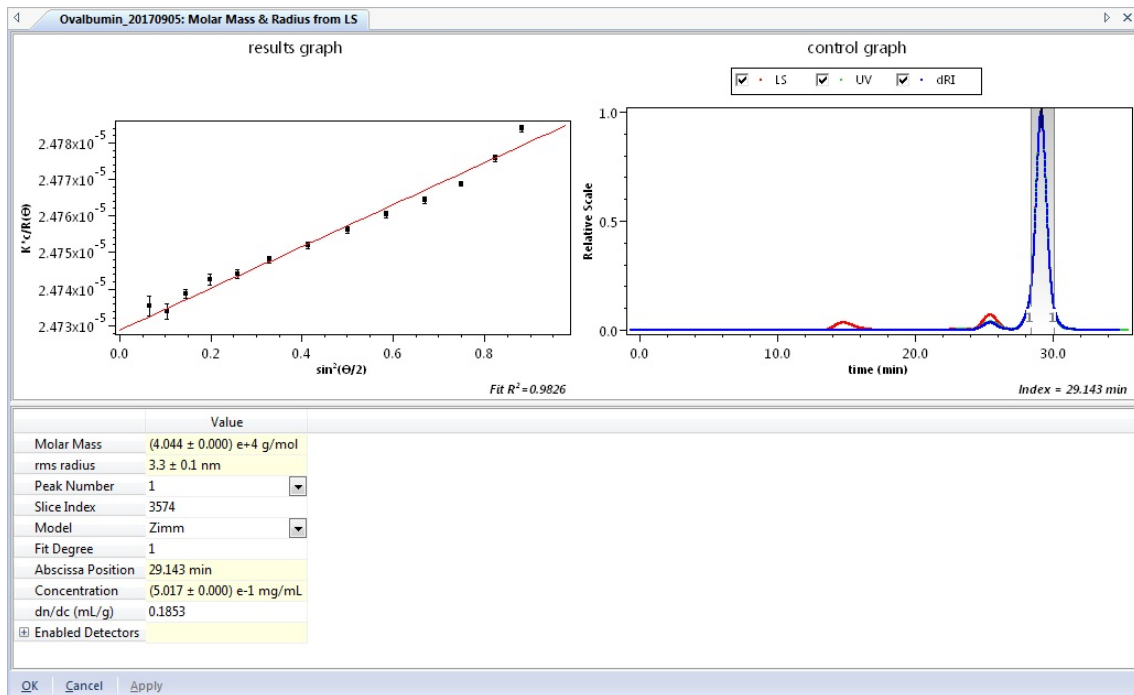 Ovalbumin_20170905: Molar Mass & Radius from LS
results graph
K*c/R(Θ)
2.478x10⁻⁵
2.477x10⁻⁵
2.476x10⁻⁵
2.475x10⁻⁵
2.474x10⁻⁵
2.473x10⁻⁵
0.0 0.2 0.4 0.6 0.8
sin²(Θ/2)
Fit R²=0.9826
control graph
LS UV dRI
Relative Scale
1.0
0.5
0.0
1 1
0.0 10.0 20.0 30.0
time (min)
Index = 29.143 min
Value
Molar Mass (4.044 ± 0.000) e+4 g/mol
rms radius 3.3 ± 0.1 nm
Peak Number 1
Slice Index 3574
Model Zimm
Fit Degree 1
Abscissa Position 29.143 min
Concentration (5.017 ± 0.000) e-1 mg/mL
dn/dc (mL/g) 0.1853
Enabled Detectors
OK Cancel Apply